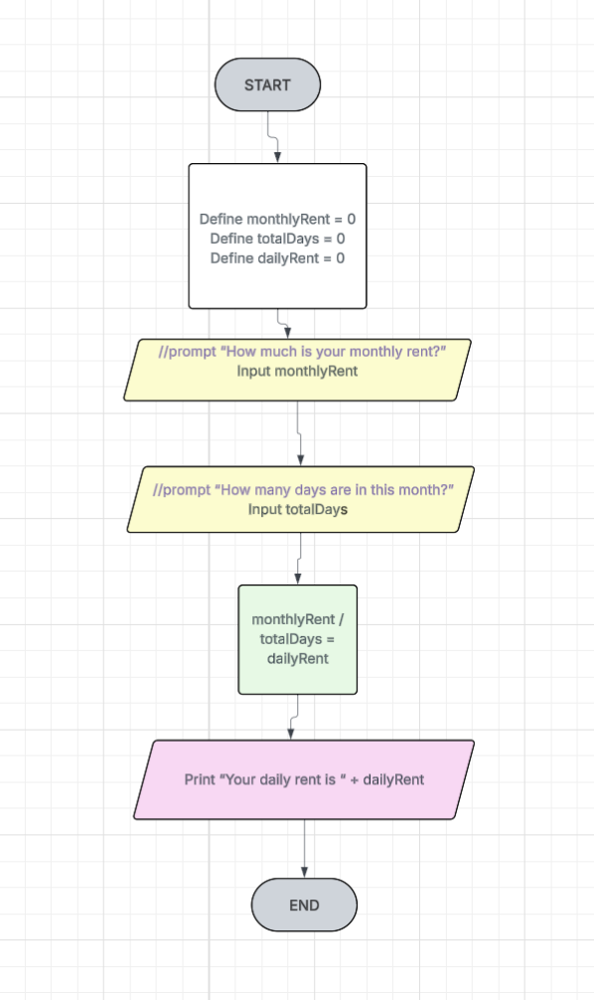 START
Define monthlyRent = 0
Define totalDays = 0
Define dailyRent = 0
//prompt “How much is your monthly rent?”
Input monthlyRent
//prompt “How many days are in this month?”
Input totalDays
monthlyRent /
totalDays =
dailyRent
Print “Your daily rent is “ + dailyRent
END